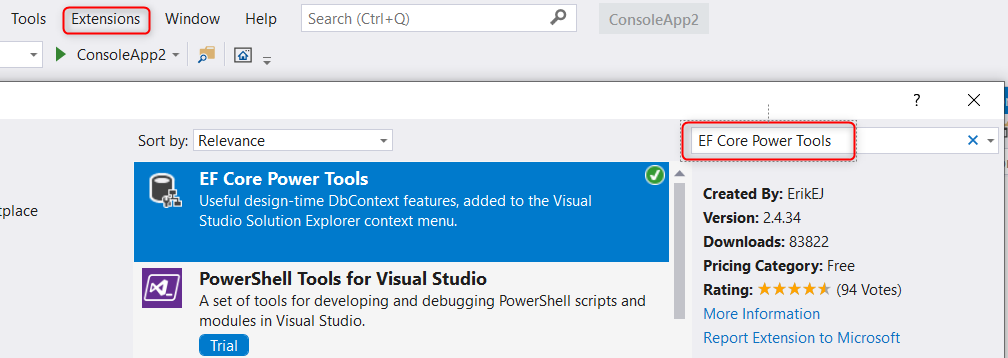 Tools Extensions Window Help Search (Ctrl+Q) ConsoleApp2
ConsoleApp2
?
Sort by: Relevance
EF Core Power Tools
etplace
EF Core Power Tools
Useful design-time DbContext features, added to the Visual
Studio Solution Explorer context menu.
PowerShell Tools for Visual Studio
A set of tools for developing and debugging PowerShell scripts and
modules in Visual Studio.
Trial
Created By: ErikEJ
Version: 2.4.34
Downloads: 83822
Pricing Category: Free
Rating: (94 Votes)
More Information
Report Extension to Microsoft